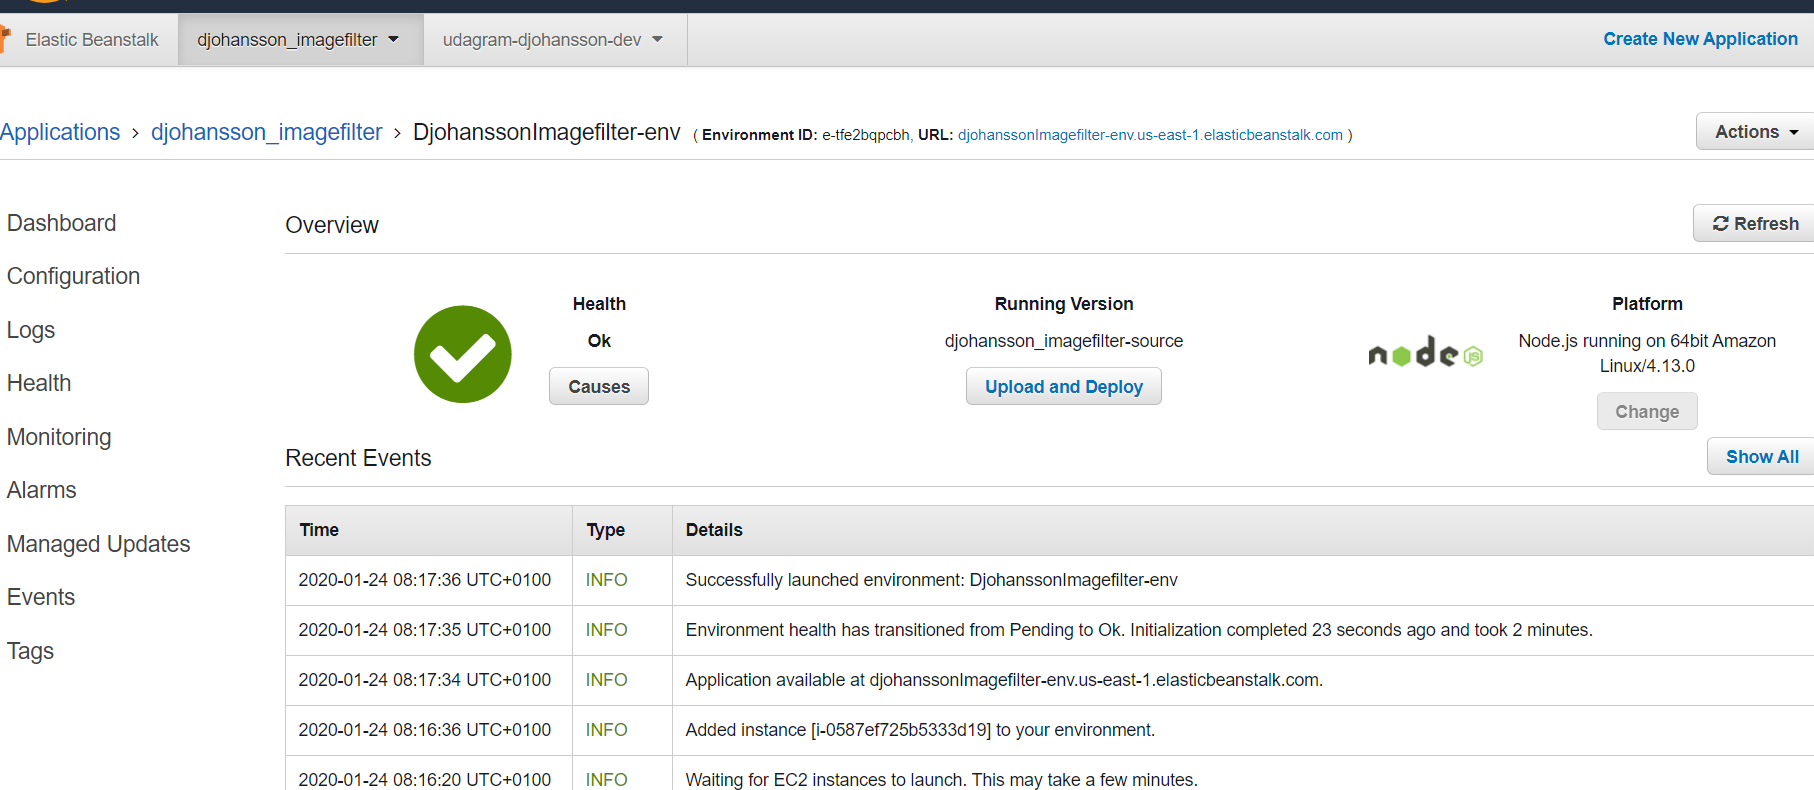 Elastic Beanstalk djohansson_imagefilter udagram-djohansson-dev Create New Application
Applications › djohansson_imagefilter › DjohanssonImagefilter-env ( Environment ID: e-tfe2bqpcbh, URL: djohanssonImagefilter-env.us-east-1.elasticbeanstalk.com )
Actions
Dashboard
Configuration
Logs
Health
Monitoring
Alarms
Managed Updates
Events
Tags
Overview
Refresh
Health
Ok
Causes
Running Version
djohansson_imagefilter-source
Upload and Deploy
node JS
Platform
Node.js running on 64bit Amazon
Linux/4.13.0
Change
Recent Events
Show All
Time Type Details
2020-01-24 08:17:36 UTC+0100 INFO Successfully launched environment: DjohanssonImagefilter-env
2020-01-24 08:17:35 UTC+0100 INFO Environment health has transitioned from Pending to Ok. Initialization completed 23 seconds ago and took 2 minutes.
2020-01-24 08:17:34 UTC+0100 INFO Application available at djohanssonImagefilter-env.us-east-1.elasticbeanstalk.com.
2020-01-24 08:16:36 UTC+0100 INFO Added instance [i-0587ef725b5333d19] to your environment.
2020-01-24 08:16:20 UTC+0100 INFO Waiting for EC2 instances to launch. This may take a few minutes.